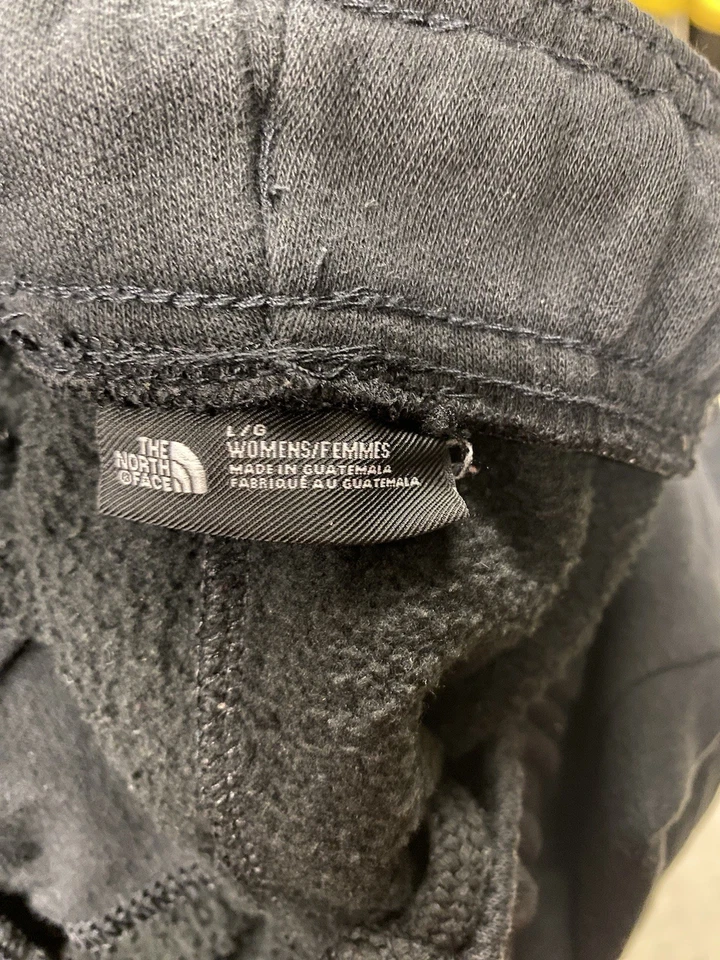 THE
NORTH
FACE
L/G
WOMENS/FEMMES
MADE IN GUATEMALA
FABRIQUÉ AU GUATEMALA